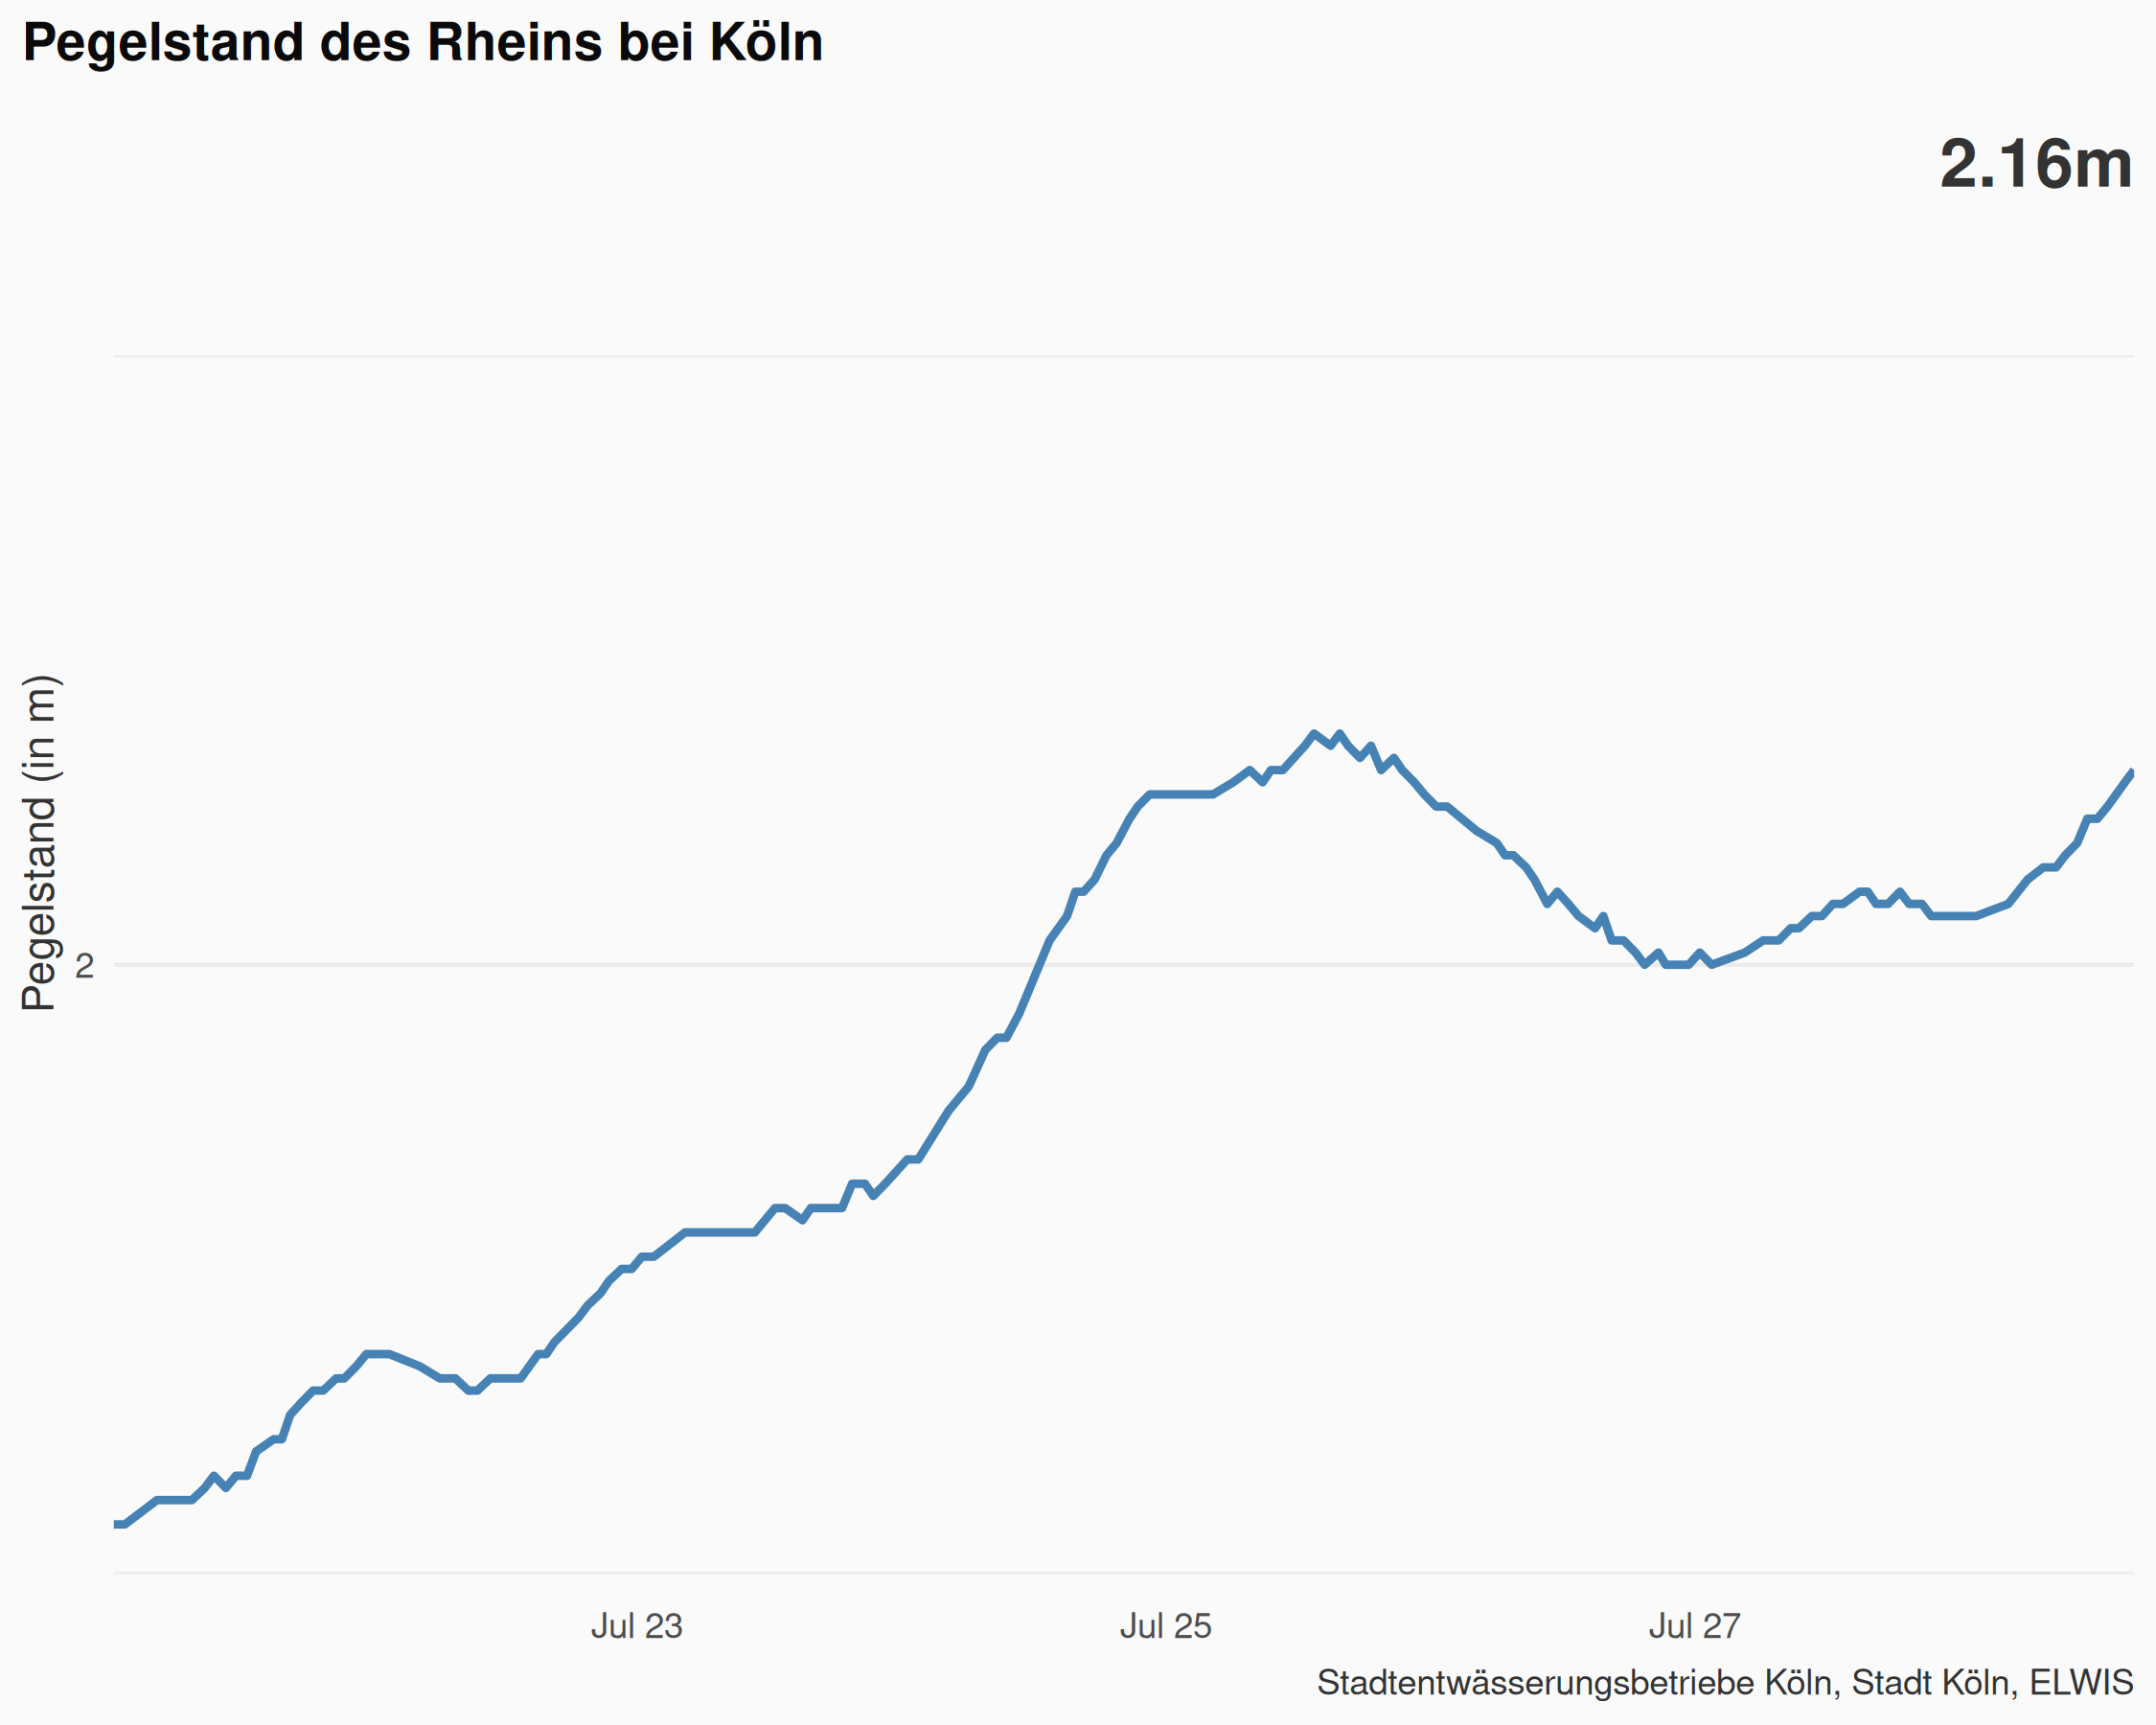 Pegelstand des Rheins bei Köln
2.16m
Pegelstand (in m)
2
Jul 23
Jul 25
Jul 27
Stadtentwässerungsbetriebe Köln, Stadt Köln, ELWIS